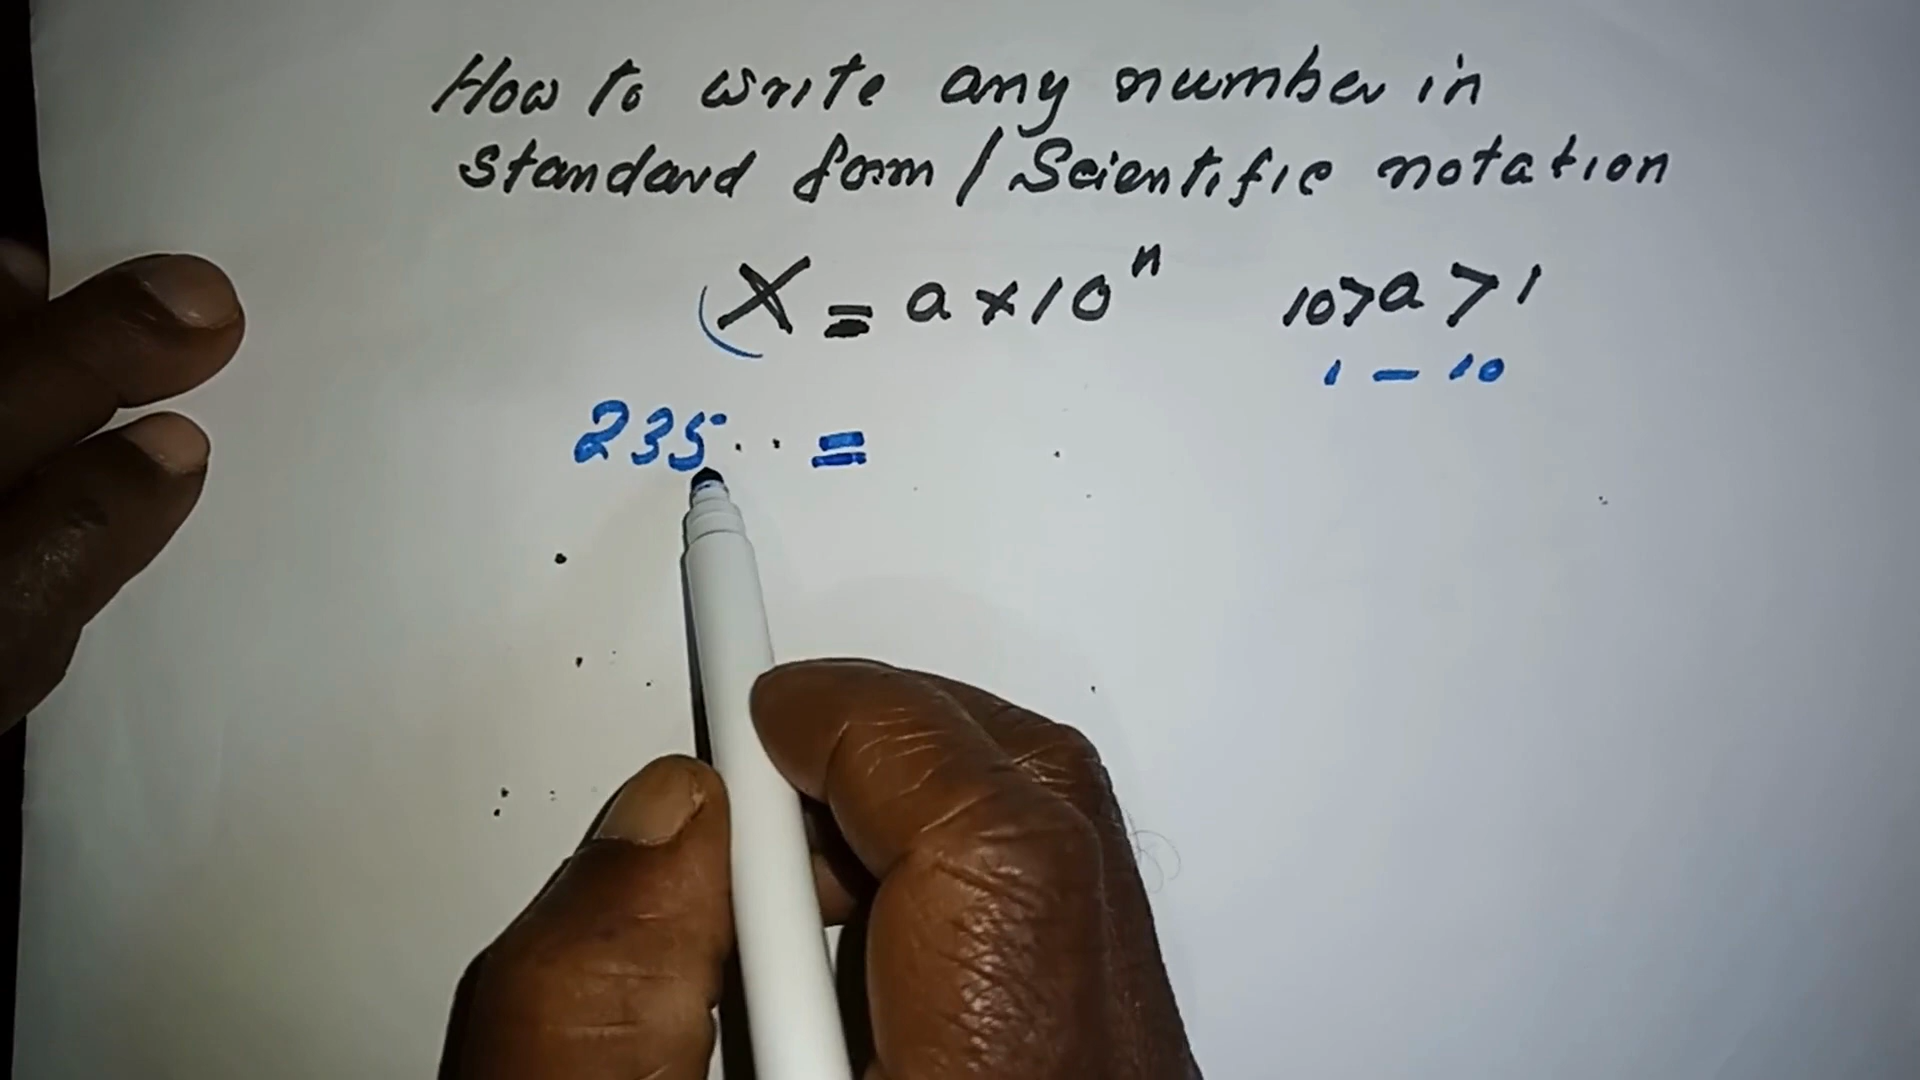 How to write any number in
standard form / Scientific notation
X = a × 10ⁿ 10 > a > 1
1 - 10
235 =